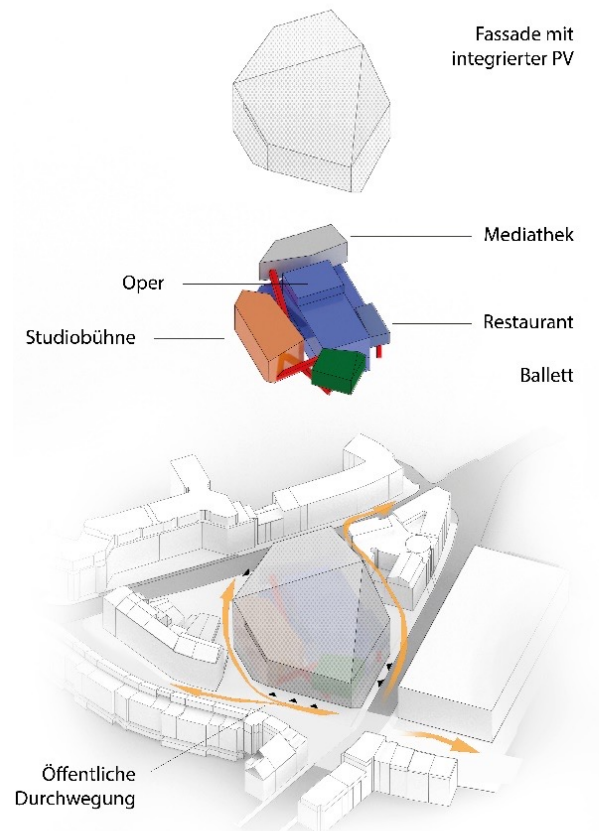 Fassade mit
integrierter PV
Mediathek
Oper
Restaurant
Studiobühne
Ballett
Öffentliche
Durchwegung